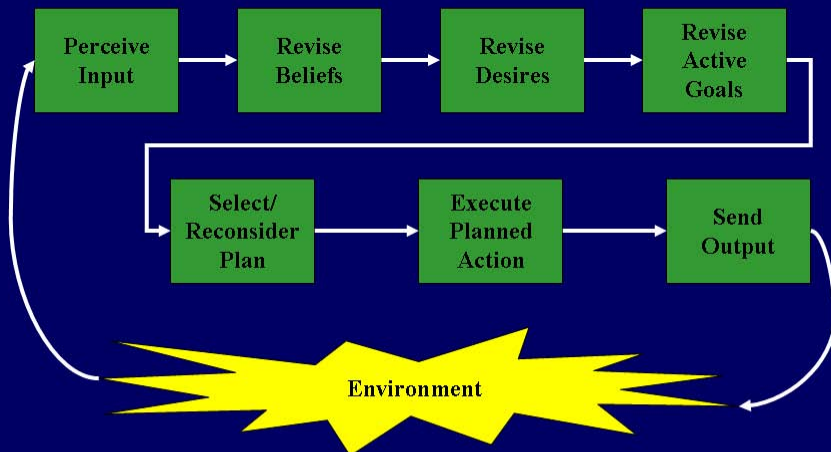 Perceive
Input
Revise
Beliefs
Revise
Desires
Revise
Active
Goals
Select/
Reconsider
Plan
Execute
Planned
Action
Send
Output
Environment